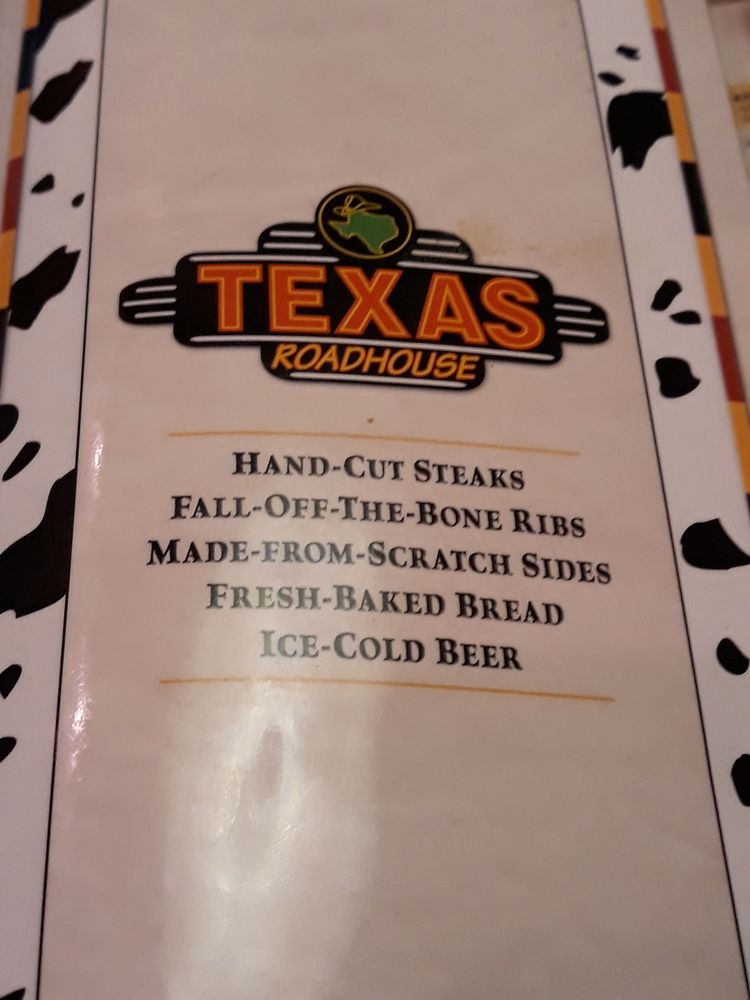 TEXAS
ROADHOUSE
HAND-CUT STEAKS
FALL-OFF-THE-BONE RIBS
MADE-FROM-SCRATCH SIDES
FRESH-BAKED BREAD
ICE-COLD BEER